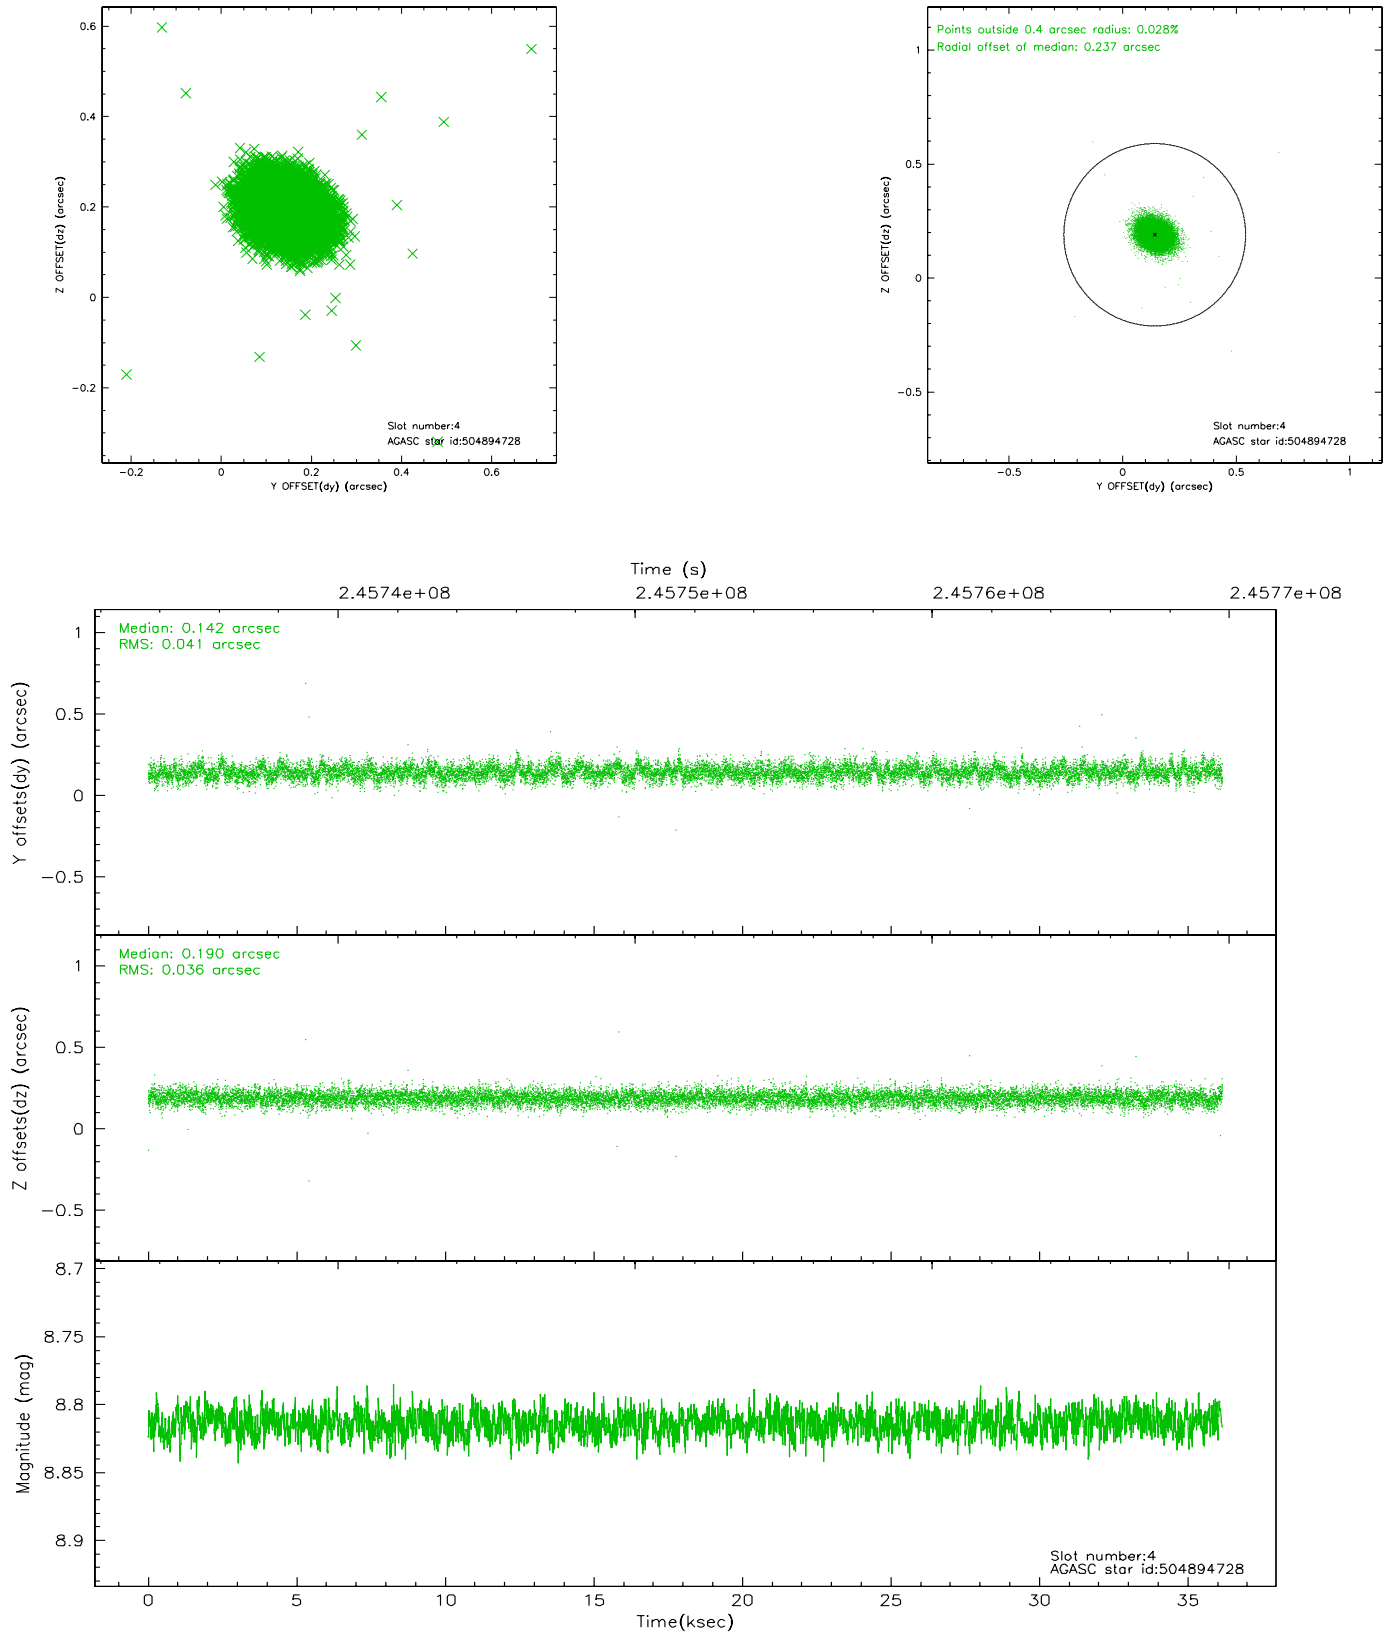 0.6
0.4
0.2
0
−0.2
Z OFFSET(dz) (arcsec)
Slot number:4
AGASC star id:504894728
−0.2 0 0.2 0.4 0.6
Y OFFSET(dy) (arcsec)
Points outside 0.4 arcsec radius: 0.028%
Radial offset of median: 0.237 arcsec
1
0.5
0
−0.5
Z OFFSET(dz) (arcsec)
Slot number:4
AGASC star id:504894728
−0.5 0 0.5 1
Y OFFSET(dy) (arcsec)
Time (s)
2.4574e+08 2.4575e+08 2.4576e+08 2.4577e+08
Median: 0.142 arcsec
RMS: 0.041 arcsec
1
0.5
0
−0.5
Y offsets(dy) (arcsec)
Median: 0.190 arcsec
RMS: 0.036 arcsec
1
0.5
0
−0.5
Z offsets(dz) (arcsec)
8.7
8.75
8.8
8.85
8.9
Magnitude (mag)
Slot number:4
AGASC star id:504894728
0 5 10 15 20 25 30 35
Time(ksec)